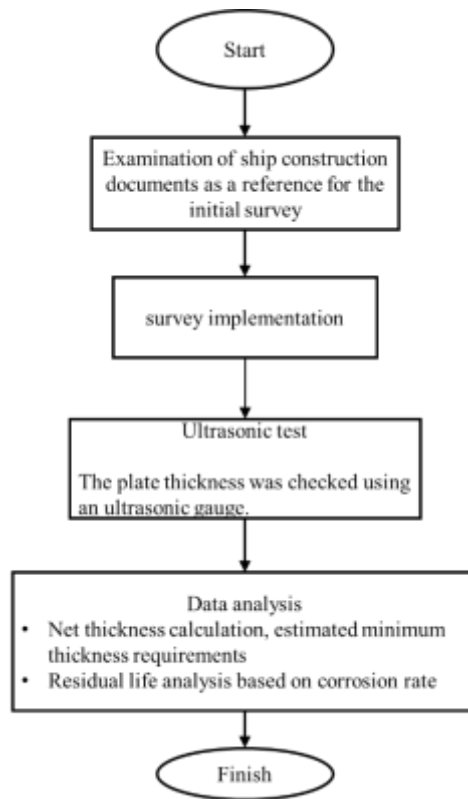 Start
Examination of ship construction
documents as a reference for the
initial survey
survey implementation
Ultrasonic test
The plate thickness was checked using
an ultrasonic gauge.
Data analysis
• Net thickness calculation, estimated minimum
thickness requirements
• Residual life analysis based on corrosion rate
Finish